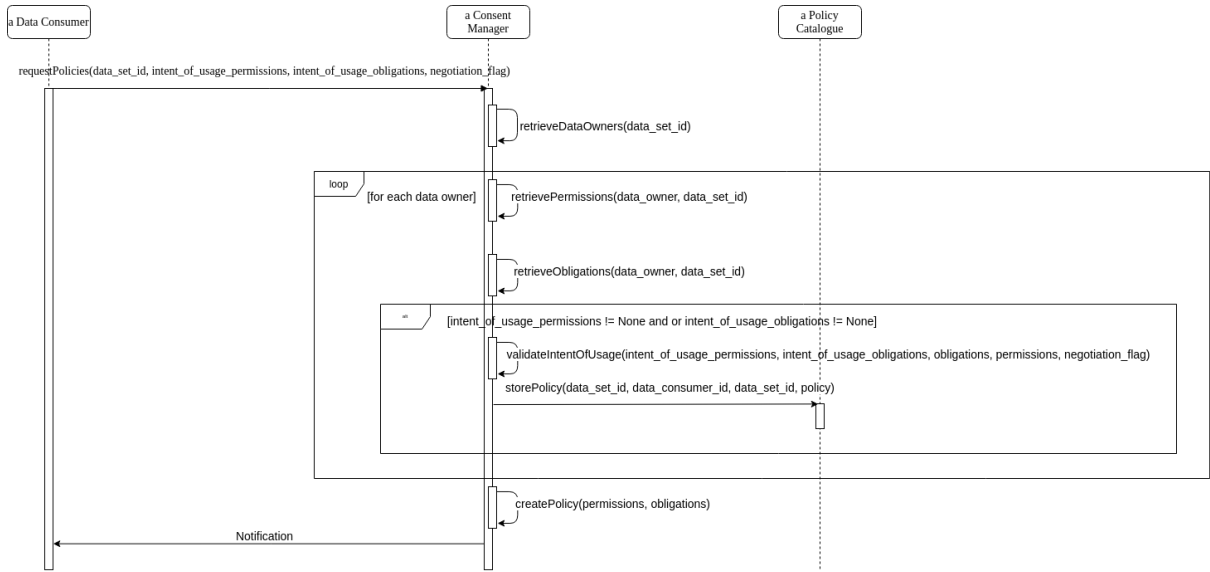 a Data Consumer
a Consent
Manager
a Policy
Catalogue
requestPolicies(data_set_id, intent_of_usage_permissions, intent_of_usage_obligations, negotiation_flag)
retrieveDataOwners(data_set_id)
loop
[for each data owner]
retrievePermissions(data_owner, data_set_id)
retrieveObligations(data_owner, data_set_id)
[intent_of_usage_permissions != None and or intent_of_usage_obligations != None]
validateIntentOfUsage(intent_of_usage_permissions, intent_of_usage_obligations, obligations, permissions, negotiation_flag)
storePolicy(data_set_id, data_consumer_id, data_set_id, policy)
createPolicy(permissions, obligations)
Notification